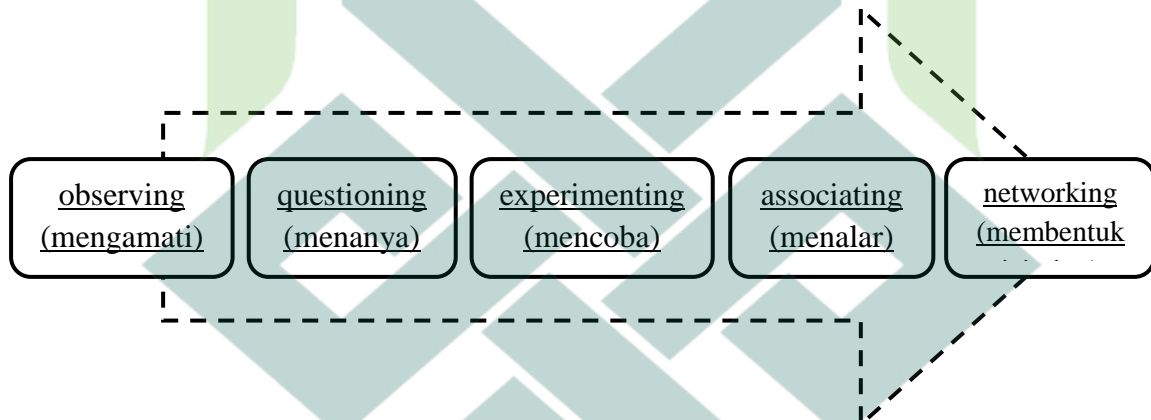 observing
(mengamati)
questioning
(menanya)
experimenting
(mencoba)
associating
(menalar)
networking
(membentuk